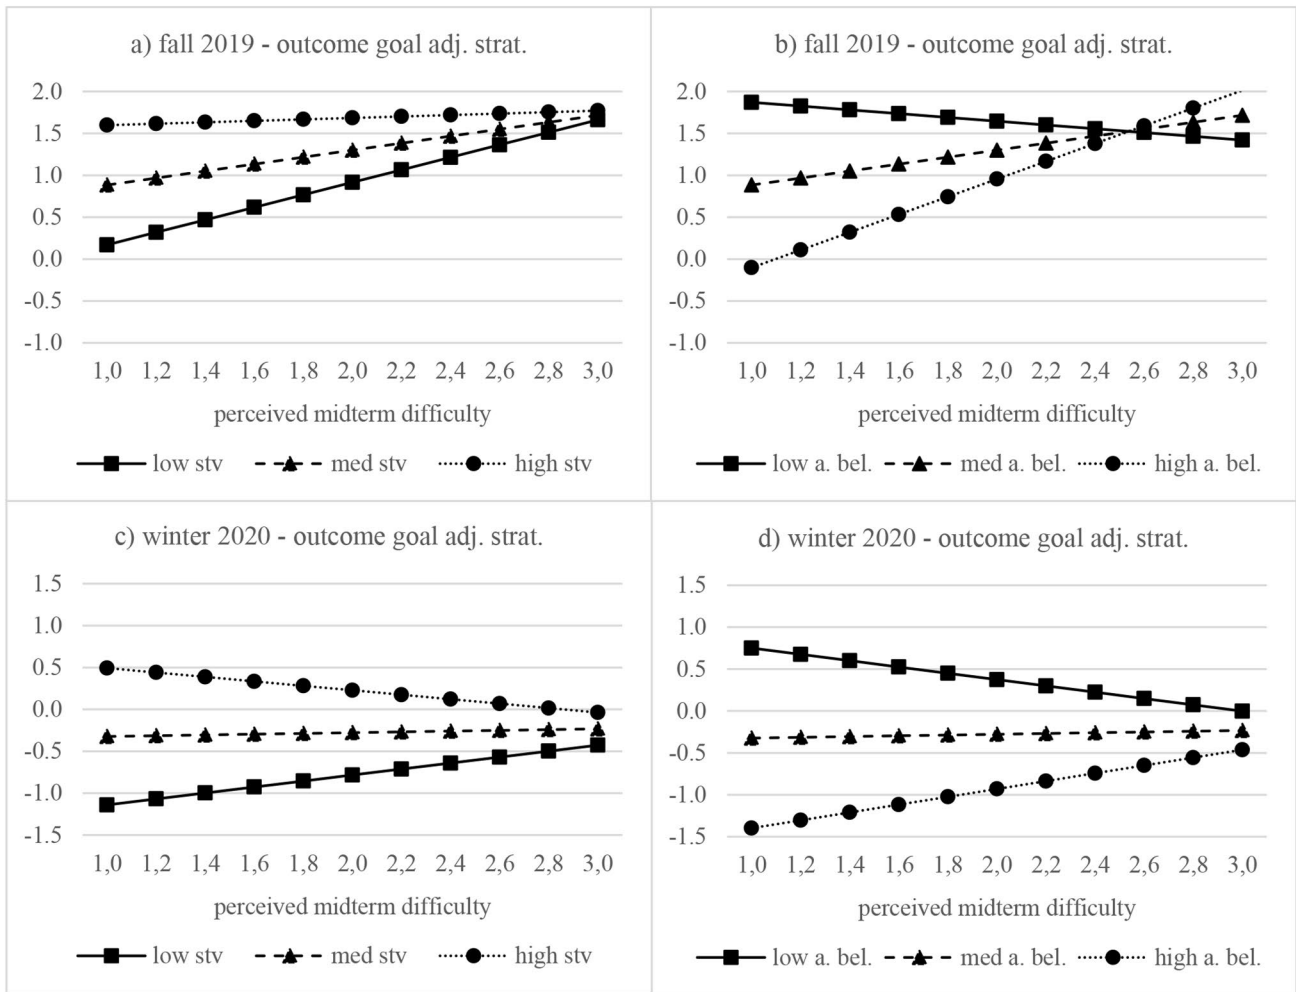 a) fall 2019 - outcome goal adj. strat.
2.0
1.5
1.0
0.5
0.0
-0.5
-1.0
1,0 1,2 1,4 1,6 1,8 2,0 2,2 2,4 2,6 2,8 3,0
perceived midterm difficulty
low stv med stv high stv
b) fall 2019 - outcome goal adj. strat.
2.0
1.5
1.0
0.5
0.0
-0.5
-1.0
1,0 1,2 1,4 1,6 1,8 2,0 2,2 2,4 2,6 2,8 3,0
perceived midterm difficulty
low a. bel. med a. bel. high a. bel.
c) winter 2020 - outcome goal adj. strat.
1.5
1.0
0.5
0.0
-0.5
-1.0
-1.5
1,0 1,2 1,4 1,6 1,8 2,0 2,2 2,4 2,6 2,8 3,0
perceived midterm difficulty
low stv med stv high stv
d) winter 2020 - outcome goal adj. strat.
1.5
1.0
0.5
0.0
-0.5
-1.0
-1.5
1,0 1,2 1,4 1,6 1,8 2,0 2,2 2,4 2,6 2,8 3,0
perceived midterm difficulty
low a. bel. med a. bel. high a. bel.